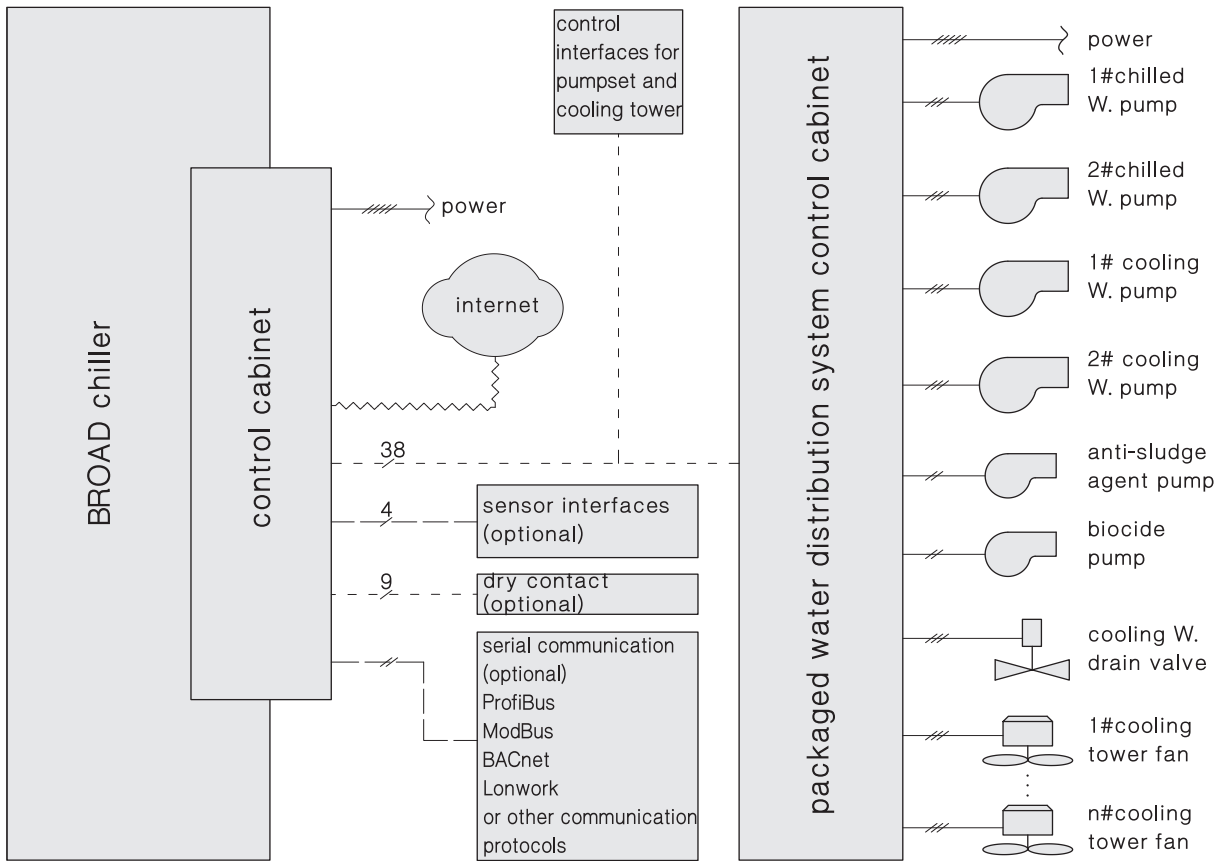 BROAD chiller
control cabinet
power
internet
38
4
9
control
interfaces for
pumpset and
cooling tower
sensor interfaces
(optional)
dry contact
(optional)
serial communication
(optional)
ProfiBus
ModBus
BACnet
Lonwork
or other communication
protocols
packaged water distribution system control cabinet
power
1#chilled
W. pump
2#chilled
W. pump
1# cooling
W. pump
2# cooling
W. pump
anti-sludge
agent pump
biocide
pump
cooling W.
drain valve
1#cooling
tower fan
n#cooling
tower fan